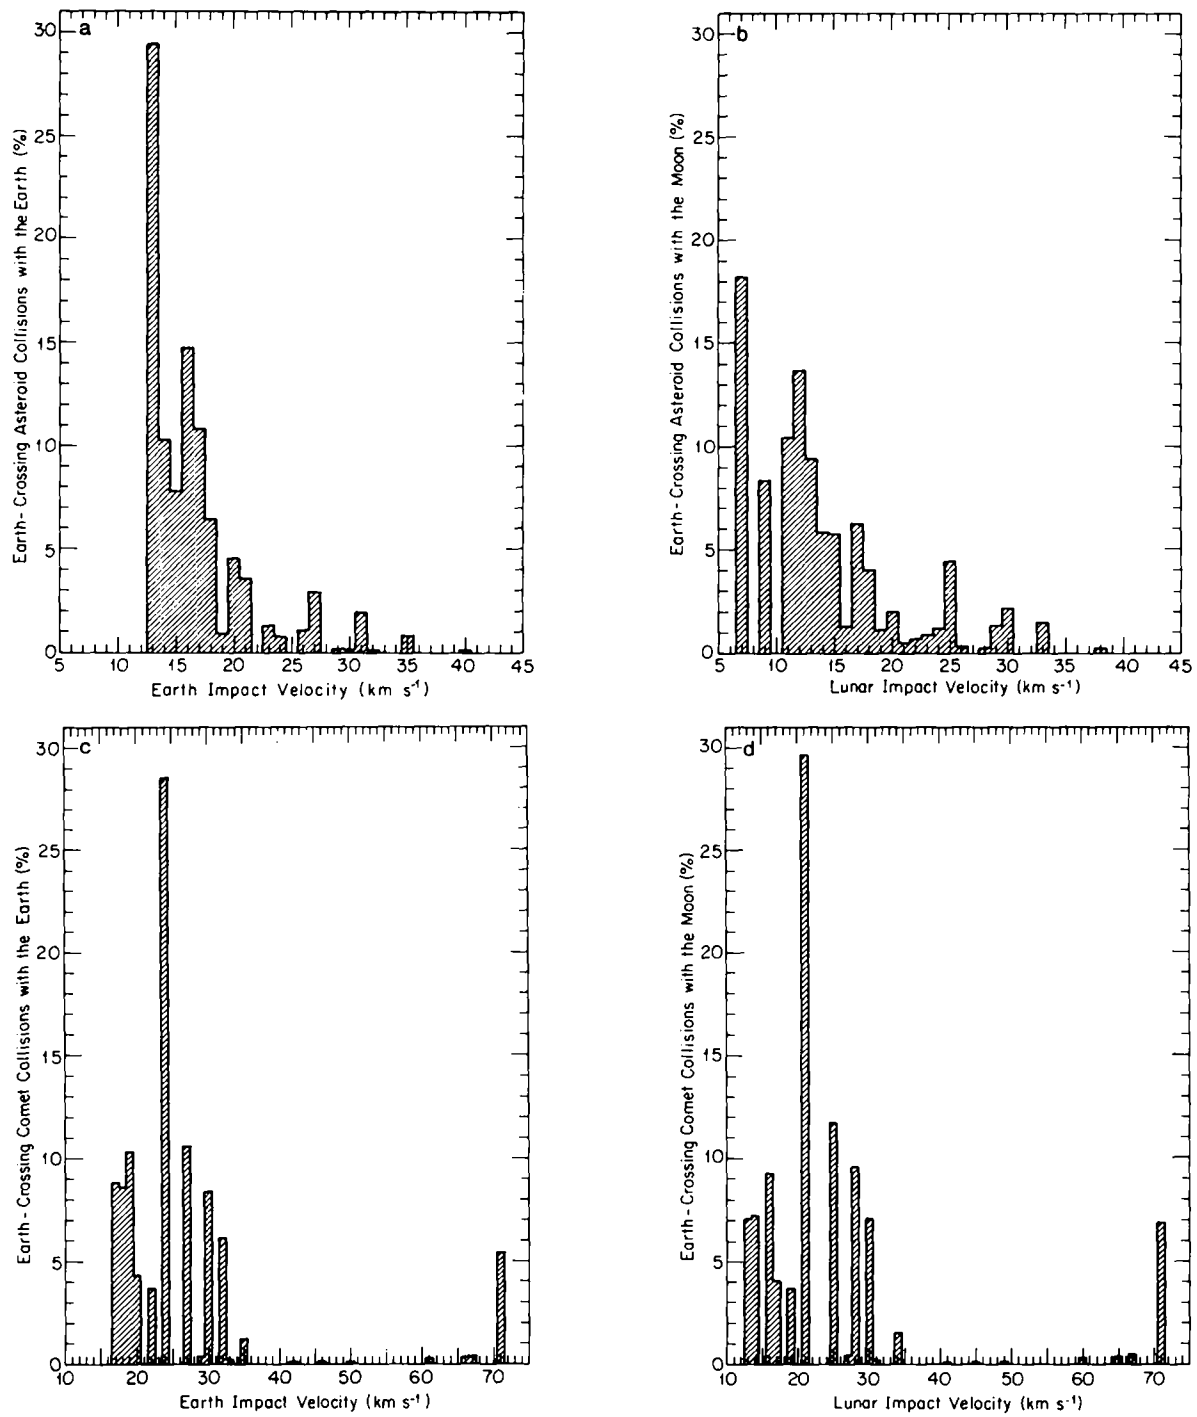 a
30
25
20
15
10
5
0
5 10 15 20 25 30 35 40 45
Earth Impact Velocity (km s⁻¹)
Earth-Crossing Asteroid Collisions with the Earth (%)
b
30
25
20
15
10
5
0
5 10 15 20 25 30 35 40 45
Lunar Impact Velocity (km s⁻¹)
Earth-Crossing Asteroid Collisions with the Moon (%)
c
30
25
20
15
10
5
0
10 20 30 40 50 60 70
Earth Impact Velocity (km s⁻¹)
Earth-Crossing Comet Collisions with the Earth (%)
d
30
25
20
15
10
5
0
10 20 30 40 50 60 70
Lunar Impact Velocity (km s⁻¹)
Earth-Crossing Comet Collisions with the Moon (%)